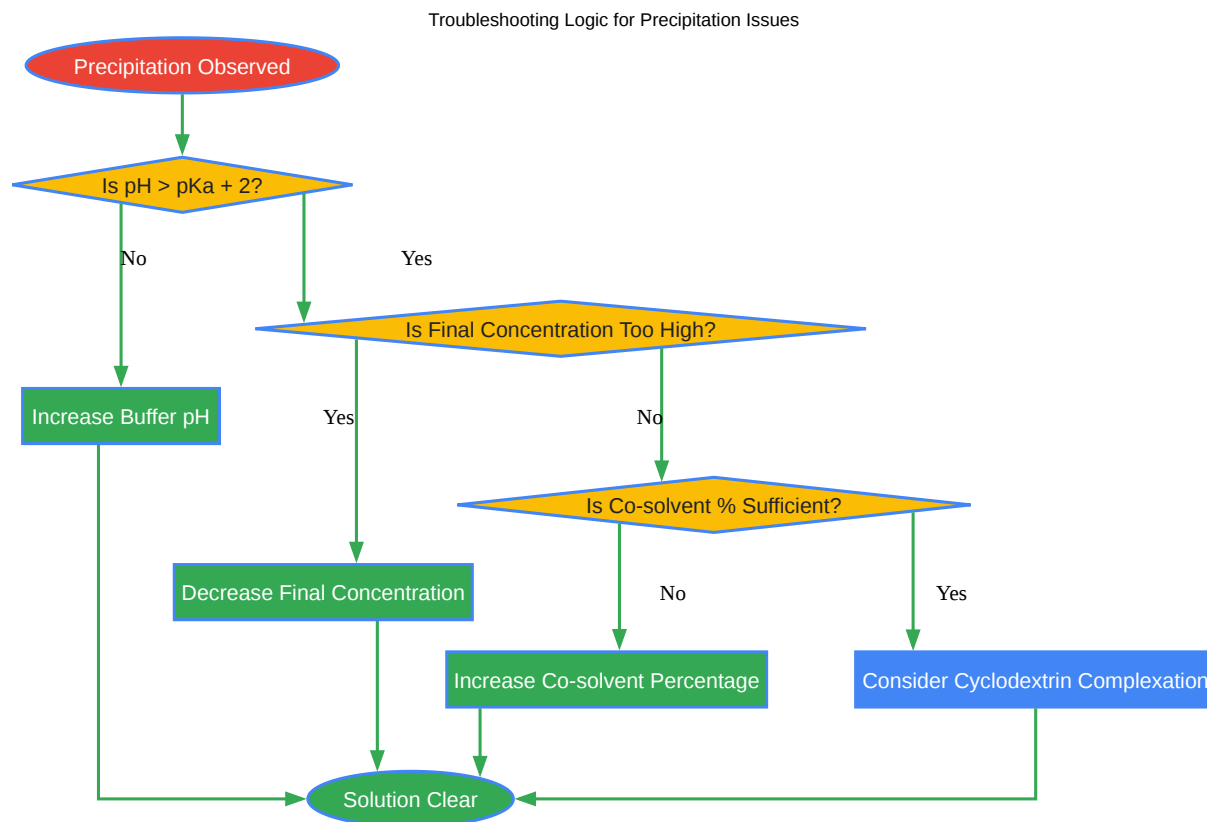 Troubleshooting Logic for Precipitation Issues
Precipitation Observed
Is pH > pKa + 2?
No
Yes
Is Final Concentration Too High?
Increase Buffer pH
Yes
No
Is Co-solvent % Sufficient?
Decrease Final Concentration
No
Yes
Increase Co-solvent Percentage
Consider Cyclodextrin Complexation
Solution Clear